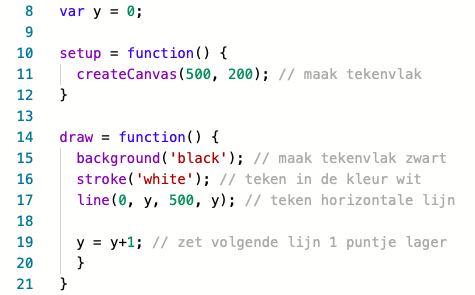 8 var y = 0;
9
10 setup = function() {
11 createCanvas(500, 200); // maak tekenvlak
12 }
13
14 draw = function() {
15 background('black'); // maak tekenvlak zwart
16 stroke('white'); // teken in de kleur wit
17 line(0, y, 500, y); // teken horizontale lijn
18
19 y = y+1; // zet volgende lijn 1 puntje lager
20 }
21 }